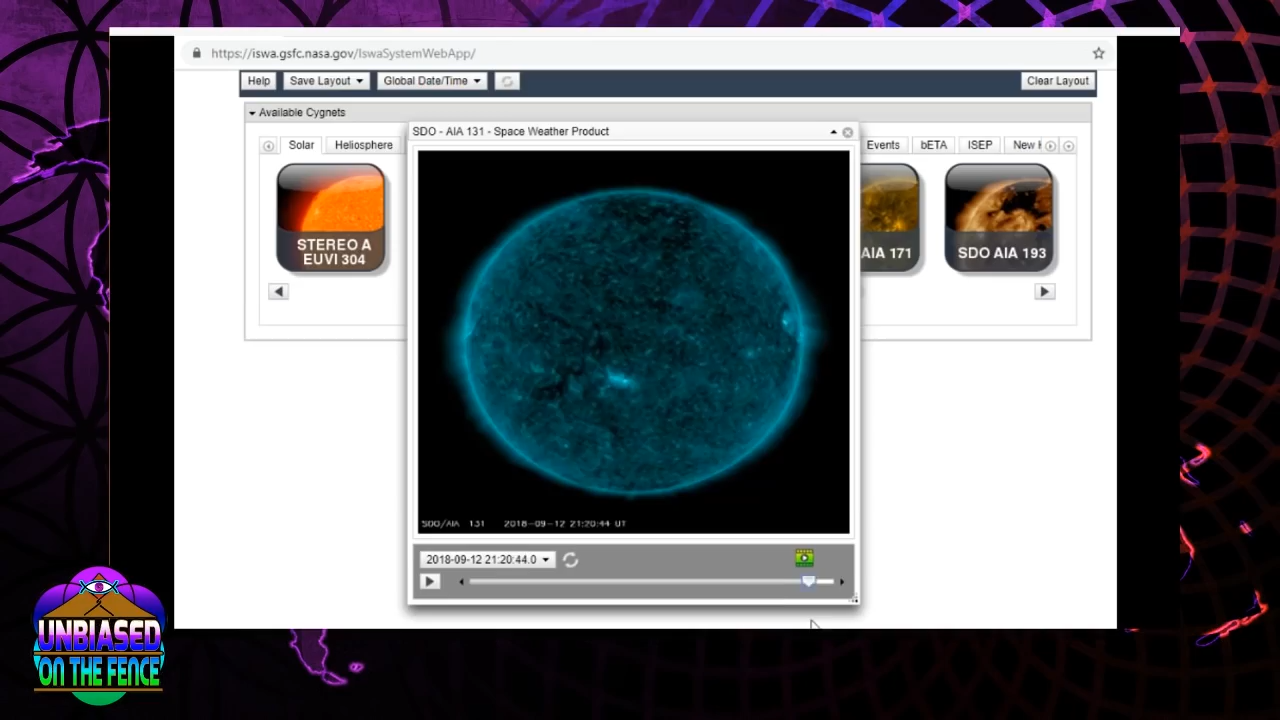 https://iswa.gsfc.nasa.gov/IswaSystemWebApp/
Help Save Layout Global Date/Time Clear Layout
Available Cygnets
SDO - AIA 131 - Space Weather Product
Solar Heliosphere Events bETA ISEP New
STEREO A
EUVI 304
AIA 171
SDO AIA 193
SDO/AIA 131 2018-09-12 21:20:44 UT
2018-09-12 21:20:44.0
UNBIASED
ON THE FENCE